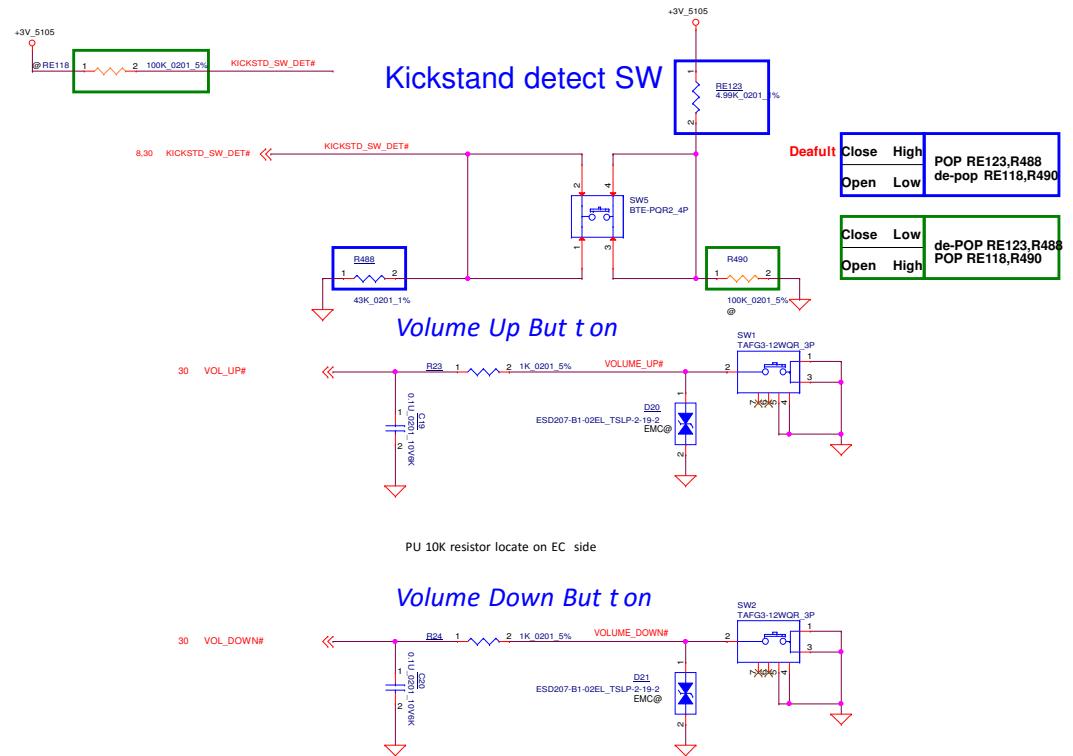 +3V_5105
+3V_5105
@ RE118 1 2 100K_0201_5% KICKSTD_SW_DET#
Kickstand detect SW
1
RE123
4.99K_0201_1%
2
8,30 KICKSTD_SW_DET# KICKSTD_SW_DET#
Deafult Close High
POP RE123,R488
de-pop RE118,R490
Open Low
2 4
SW5
BTE-PQR2_4P
1 3
Close Low
de-POP RE123,R488
POP RE118,R490
Open High
R488
1 2
43K_0201_1%
R490
1 2
100K_0201_5%
@
Volume Up But t on
SW1
TAFG3-12WQR_3P
30 VOL_UP# R23 1 2 1K_0201_5% VOLUME_UP# 2 1
3
7 6 5 4
1
C19
0.1U_0201_10V6K
2
1
D20
ESD207-B1-02EL_TSLP-2-19-2
EMC@
2
PU 10K resistor locate on EC side
Volume Down But t on
SW2
TAFG3-12WQR_3P
30 VOL_DOWN# R24 1 2 1K_0201_5% VOLUME_DOWN# 2 1
3
7 6 5 4
1
C20
0.1U_0201_10V6K
2
1
D21
ESD207-B1-02EL_TSLP-2-19-2
EMC@
2